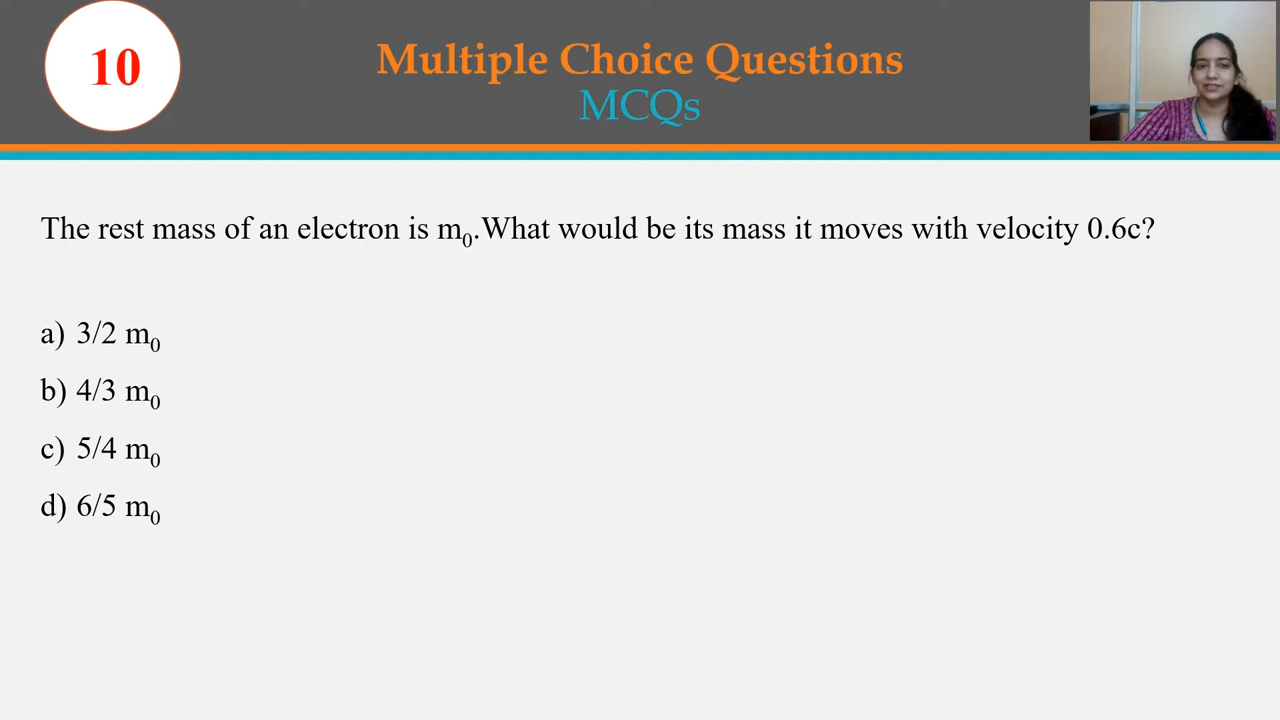 10
Multiple Choice Questions
MCQs
The rest mass of an electron is m₀.What would be its mass it moves with velocity 0.6c?
a) 3/2 m₀
b) 4/3 m₀
c) 5/4 m₀
d) 6/5 m₀